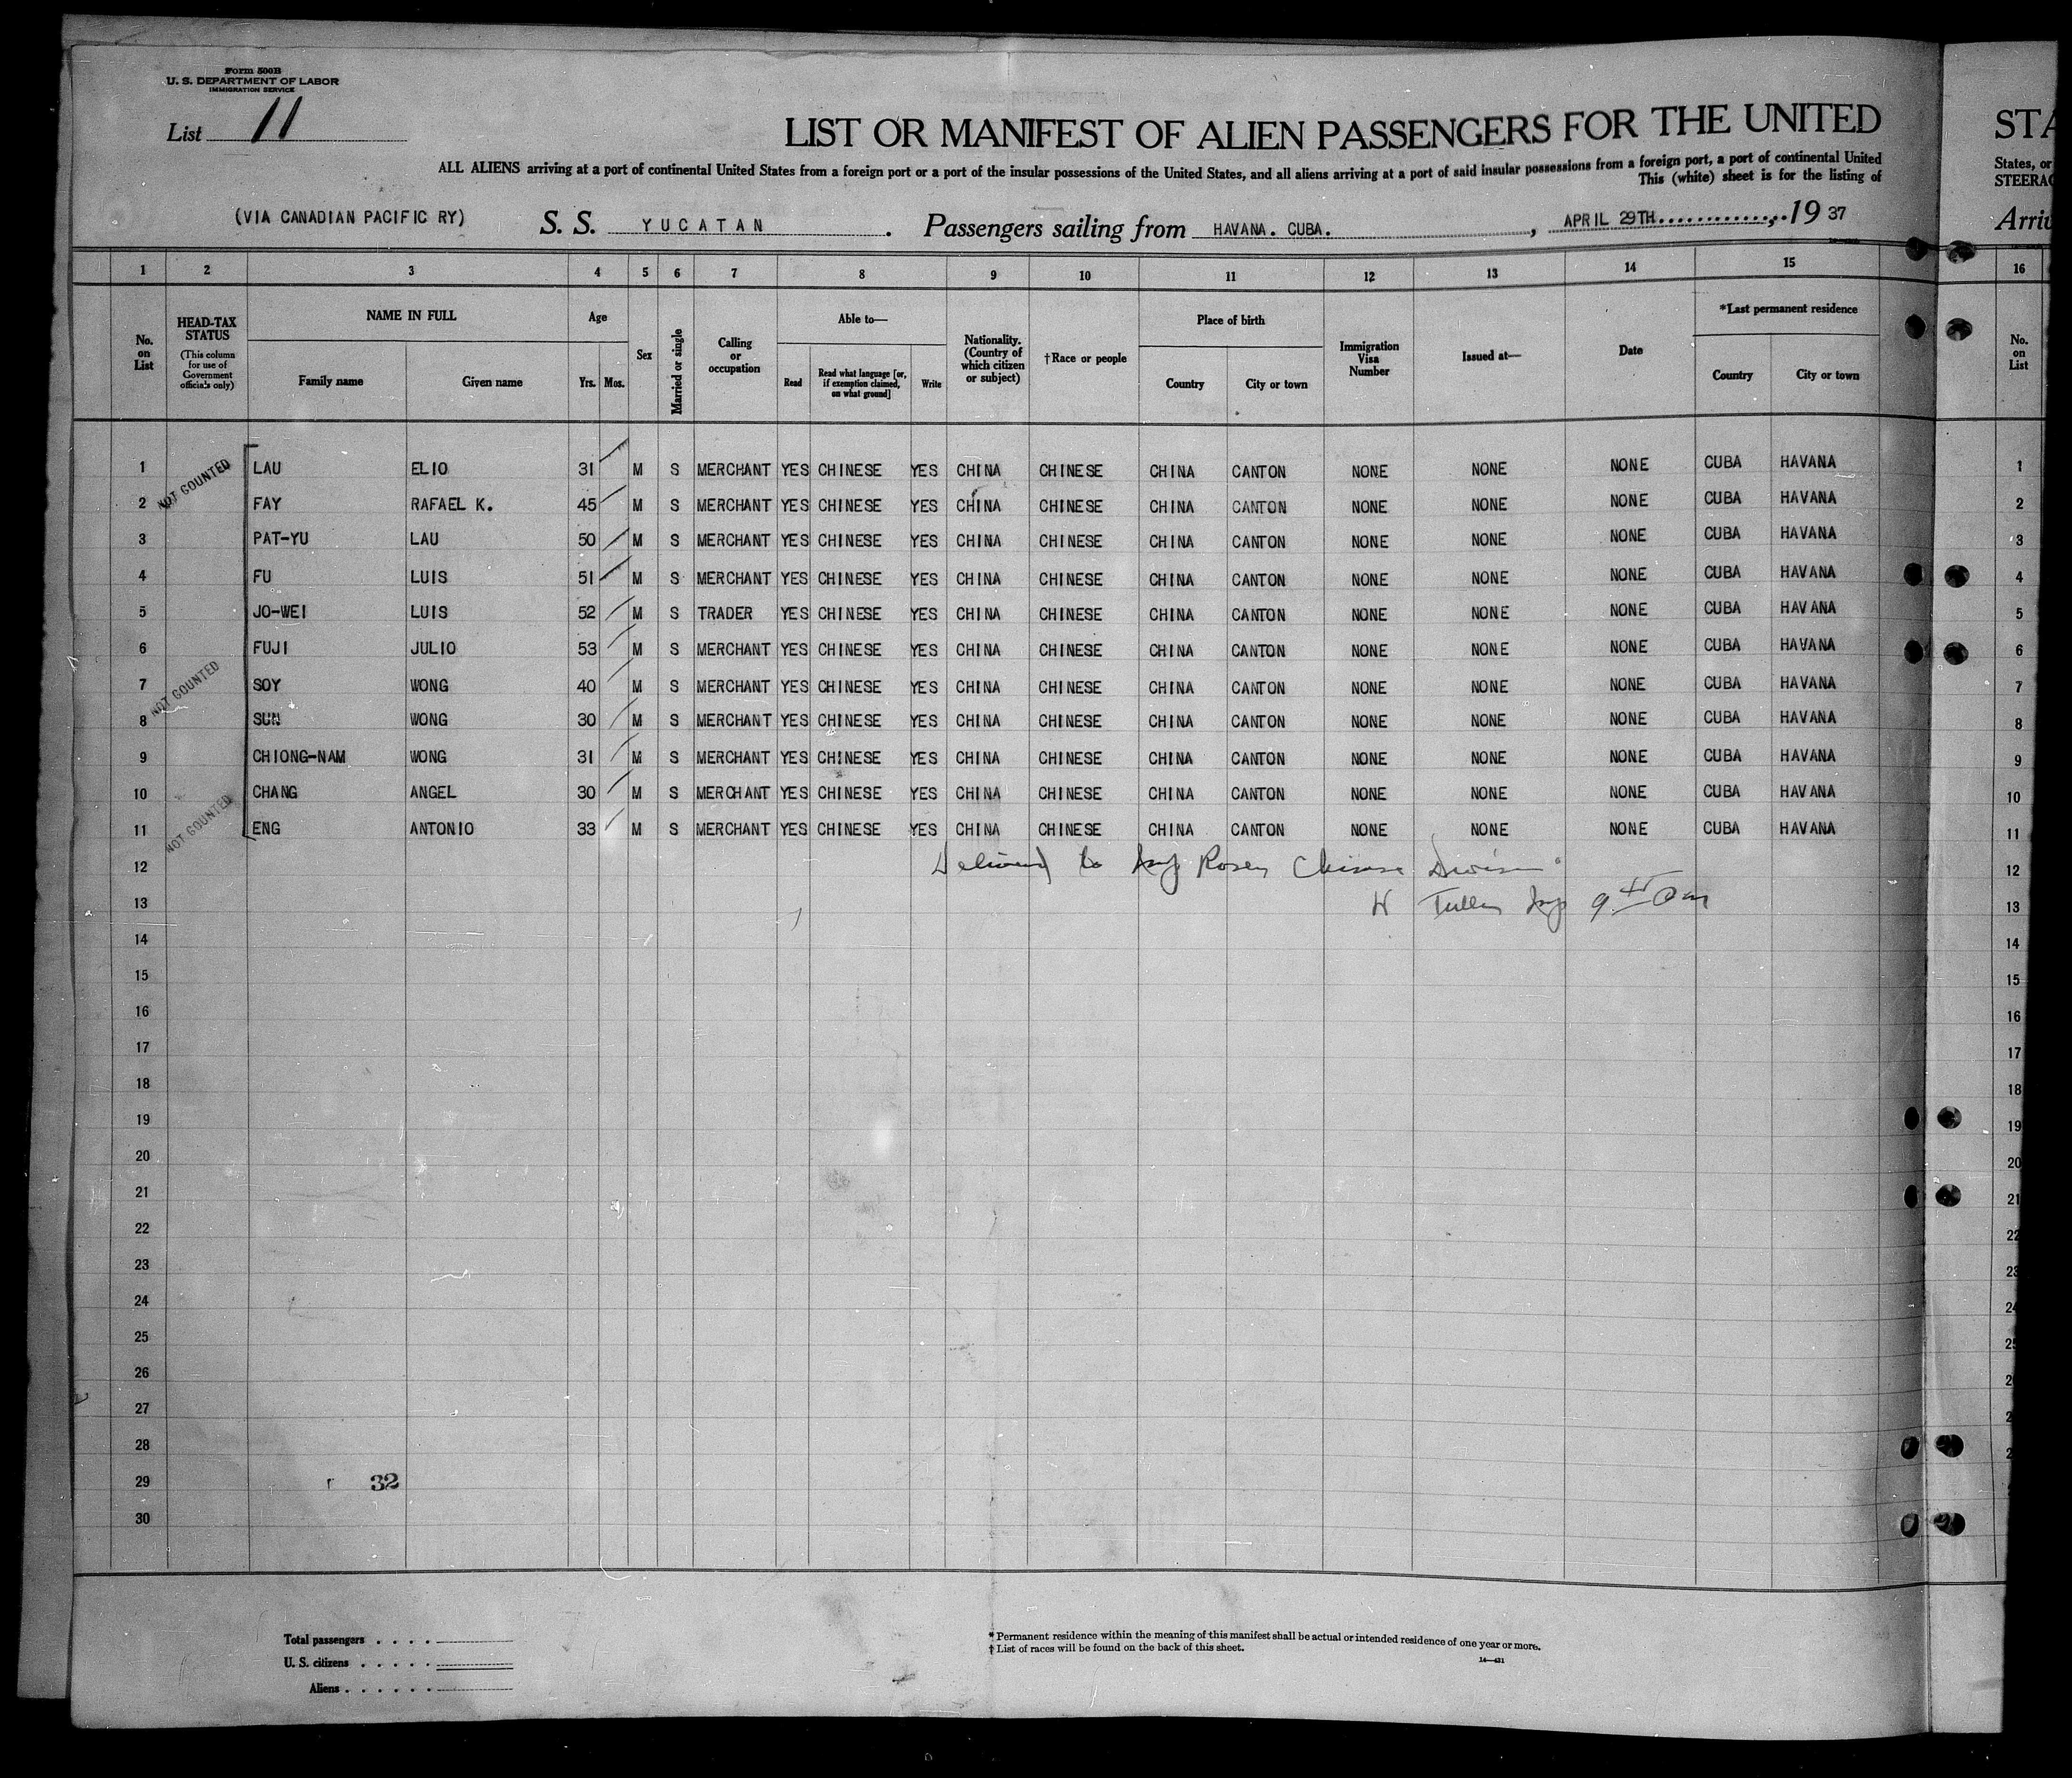 Form 500B
U. S. DEPARTMENT OF LABOR
IMMIGRATION SERVICE
List 11
LIST OR MANIFEST OF ALIEN PASSENGERS FOR THE UNITED
ALL ALIENS arriving at a port of continental United States from a foreign port or a port of the insular possessions of the United States, and all aliens arriving at a port of said insular possessions from a foreign port, a port of continental United
This (white) sheet is for the listing of
(VIA CANADIAN PACIFIC RY) S. S. YUCATAN . Passengers sailing from HAVANA. CUBA. , APRIL 29TH..............., 19 37
1 2 3 4 5 6 7 8 9 10 11 12 13 14 15
No. on List
HEAD-TAX STATUS
(This column for use of Government officials only)
NAME IN FULL
Family name Given name
Age
Yrs. Mos.
Sex
Married or single
Calling or occupation
Able to—
Read
Read what language [or, if exemption claimed, on what ground]
Write
Nationality. (Country of which citizen or subject)
†Race or people
Place of birth
Country City or town
Immigration Visa Number
Issued at—
Date
*Last permanent residence
Country City or town
1 LAU ELIO 31 M S MERCHANT YES CHINESE YES CHINA CHINESE CHINA CANTON NONE NONE NONE CUBA HAVANA
NOT COUNTED
2 FAY RAFAEL K. 45 M S MERCHANT YES CHINESE YES CHINA CHINESE CHINA CANTON NONE NONE NONE CUBA HAVANA
3 PAT-YU LAU 50 M S MERCHANT YES CHINESE YES CHINA CHINESE CHINA CANTON NONE NONE NONE CUBA HAVANA
4 FU LUIS 51 M S MERCHANT YES CHINESE YES CHINA CHINESE CHINA CANTON NONE NONE NONE CUBA HAVANA
5 JO-WEI LUIS 52 M S TRADER YES CHINESE YES CHINA CHINESE CHINA CANTON NONE NONE NONE CUBA HAVANA
6 FUJI JULIO 53 M S MERCHANT YES CHINESE YES CHINA CHINESE CHINA CANTON NONE NONE NONE CUBA HAVANA
7 SOY WONG 40 M S MERCHANT YES CHINESE YES CHINA CHINESE CHINA CANTON NONE NONE NONE CUBA HAVANA
NOT COUNTED
8 SUN WONG 30 M S MERCHANT YES CHINESE YES CHINA CHINESE CHINA CANTON NONE NONE NONE CUBA HAVANA
9 CHIONG-NAM WONG 31 M S MERCHANT YES CHINESE YES CHINA CHINESE CHINA CANTON NONE NONE NONE CUBA HAVANA
10 CHANG ANGEL 30 M S MERCHANT YES CHINESE YES CHINA CHINESE CHINA CANTON NONE NONE NONE CUBA HAVANA
NOT COUNTED
11 ENG ANTONIO 33 M S MERCHANT YES CHINESE YES CHINA CHINESE CHINA CANTON NONE NONE NONE CUBA HAVANA
12 Delivered to Insp Rosen Chinese Division
13
14
15
16
17
18
19
20
21
22
23
24
25
26
27
28
29 32
30
Total passengers . . . .
U. S. citizens . . . . .
Aliens . . . . . .
* Permanent residence within the meaning of this manifest shall be actual or intended residence of one year or more.
† List of races will be found on the back of this sheet.
14—431
STA
States, or
STEERAG
Arriv
16
No. on List
1
2
3
4
5
6
7
8
9
10
11
12
13
14
15
16
17
18
19
20
21
22
23
24